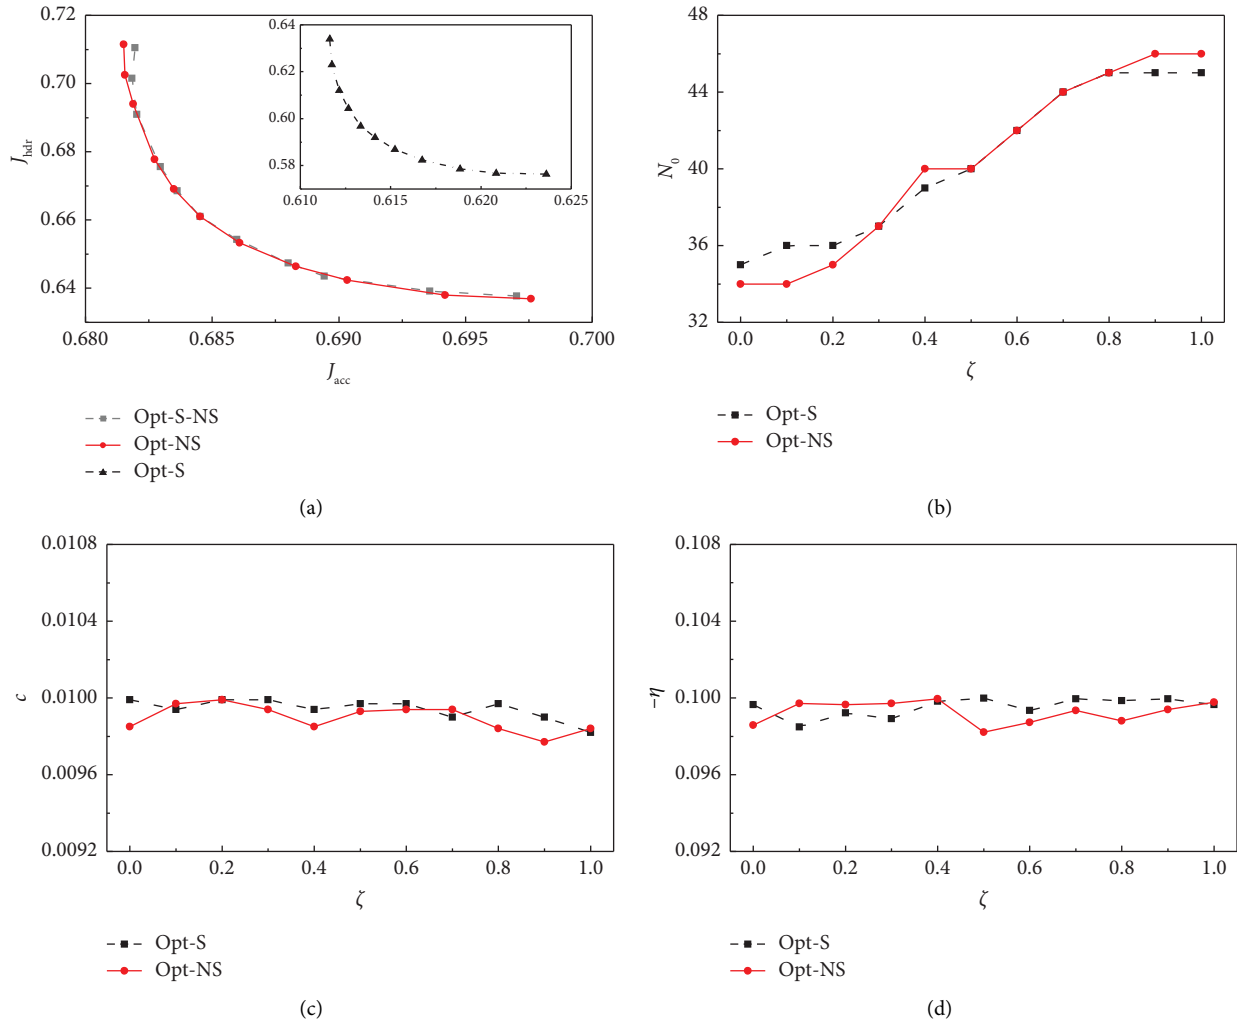 0.72
0.70
0.68
0.66
0.64
J_hdr
0.680
0.685
0.690
0.695
0.700
J_acc
0.64
0.62
0.60
0.58
0.610
0.615
0.620
0.625
Opt-S-NS
Opt-NS
Opt-S
(a)
48
44
40
36
32
N_0
0.0
0.2
0.4
0.6
0.8
1.0
ζ
Opt-S
Opt-NS
(b)
0.0108
0.0104
0.0100
0.0096
0.0092
c
0.0
0.2
0.4
0.6
0.8
1.0
ζ
Opt-S
Opt-NS
(c)
0.108
0.104
0.100
0.096
0.092
−η
0.0
0.2
0.4
0.6
0.8
1.0
ζ
Opt-S
Opt-NS
(d)